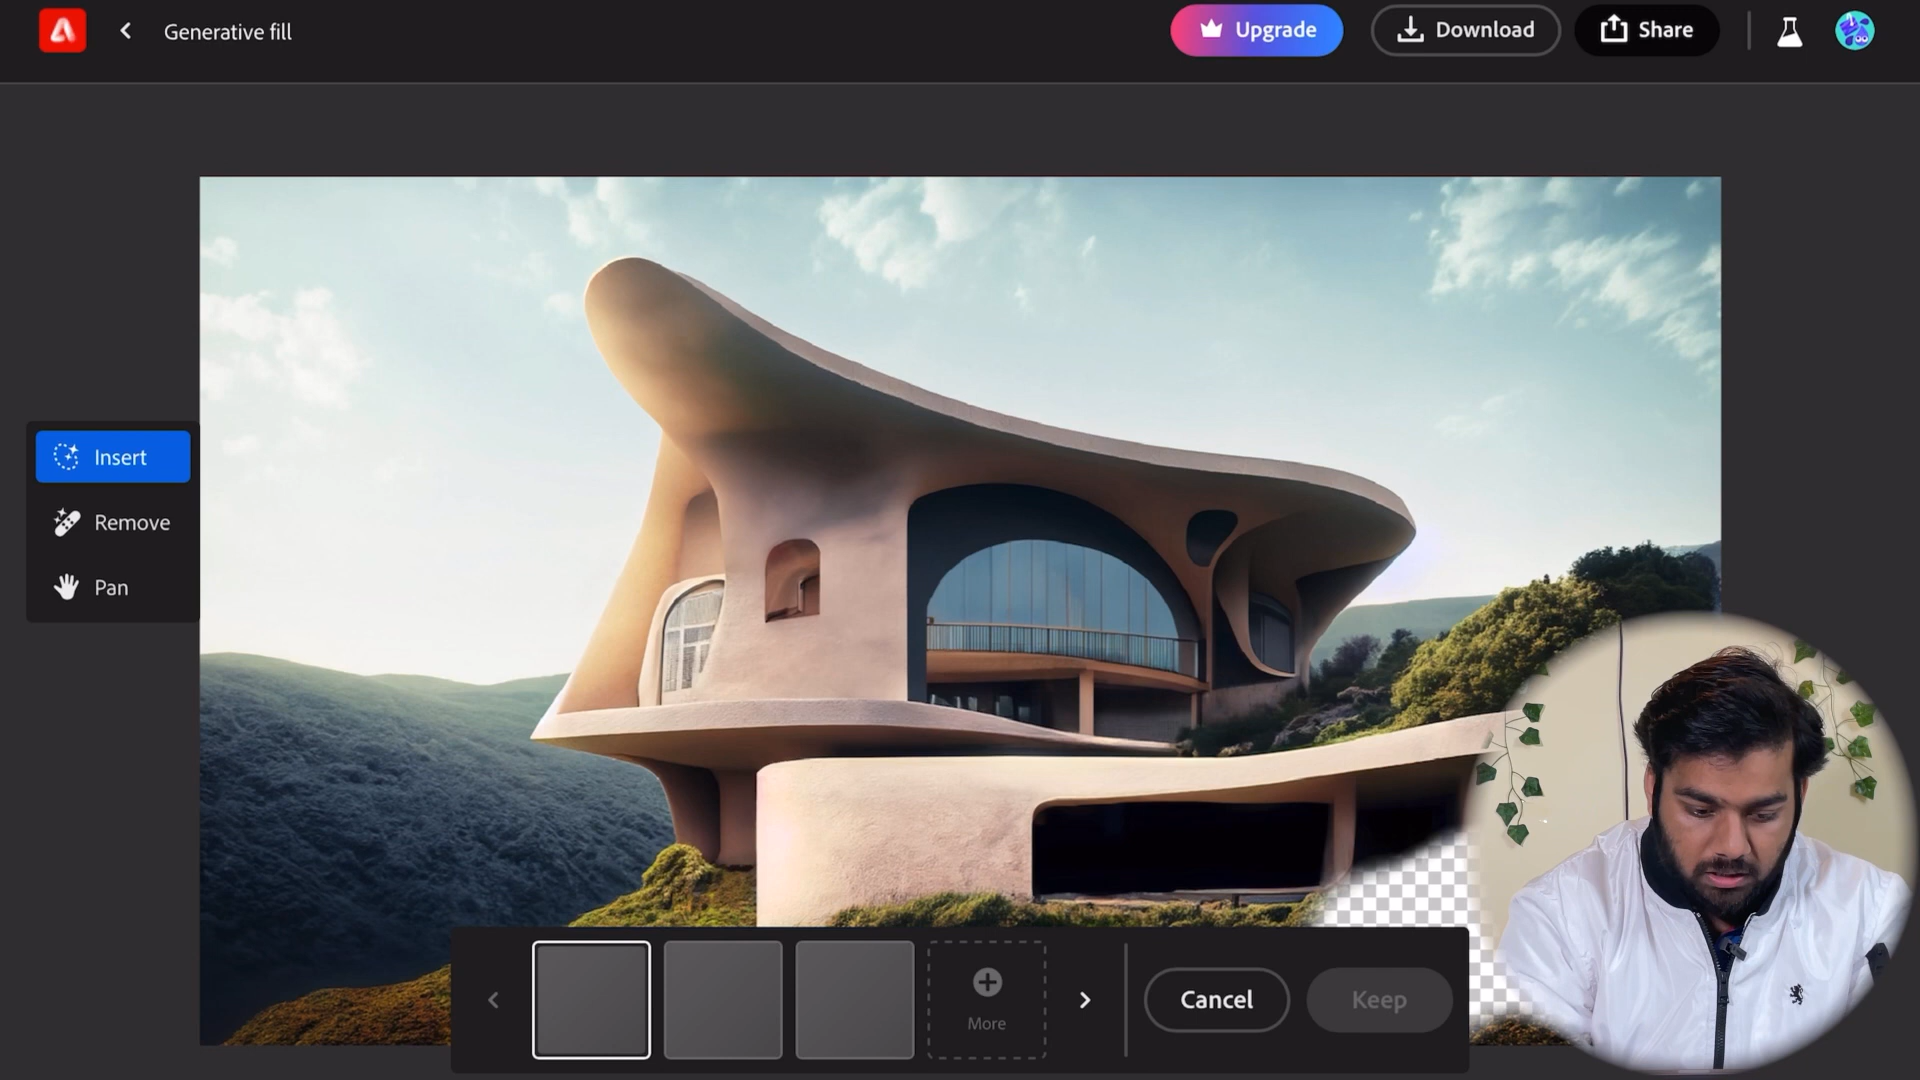 Generative fill
Upgrade
Download
Share
Insert
Remove
Pan
More
Cancel
Keep